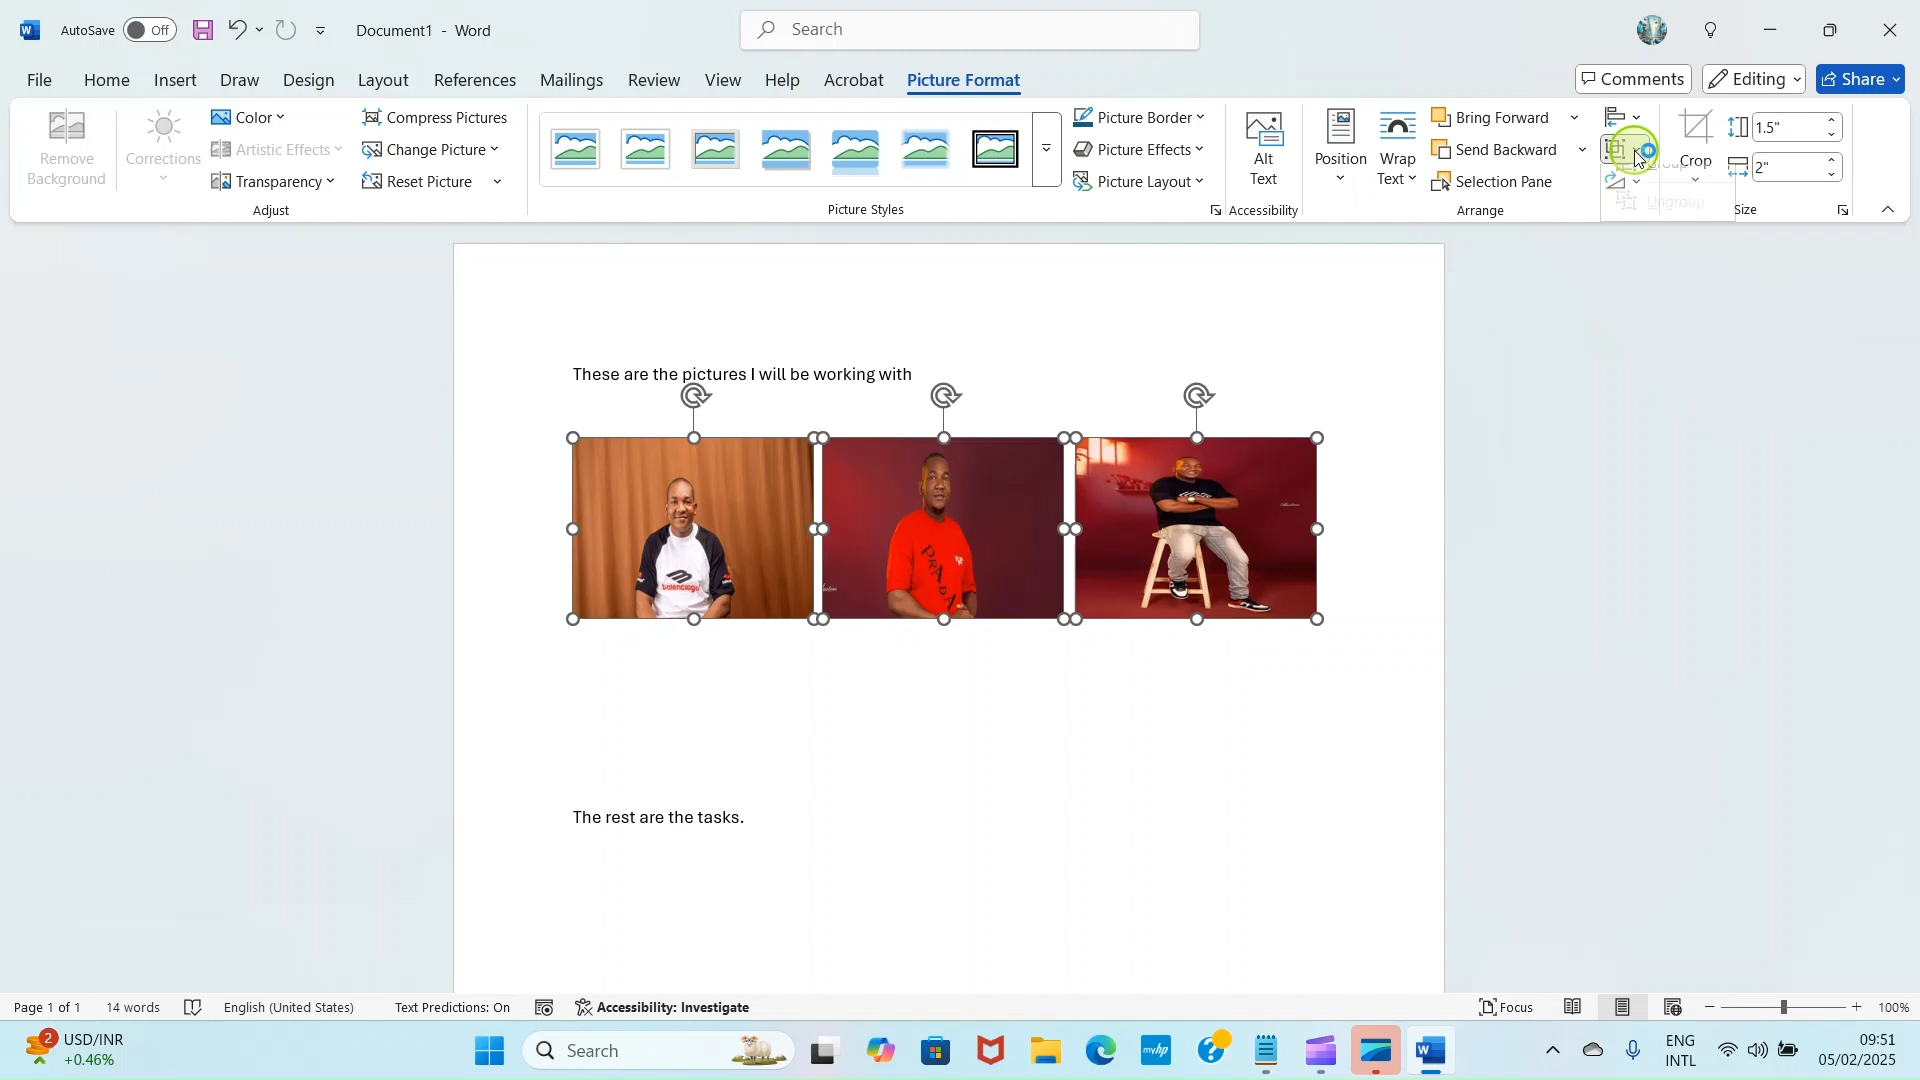 AutoSave Off Document1 - Word Search
File Home Insert Draw Design Layout References Mailings Review View Help Acrobat Picture Format Comments Editing Share
Remove Background
Corrections
Color
Artistic Effects
Transparency
Compress Pictures
Change Picture
Reset Picture
Adjust
Picture Styles
Picture Border
Picture Effects
Picture Layout
Alt Text
Accessibility
Position
Wrap Text
Bring Forward
Send Backward
Selection Pane
Arrange
Ungroup
Crop
1.5"
2"
Size
These are the pictures I will be working with
balenciaga
PRADA
The rest are the tasks.
Page 1 of 1 14 words English (United States) Text Predictions: On Accessibility: Investigate Focus 100%
2 USD/INR
+0.46%
Search
myhp
ENG
INTL
09:51
05/02/2025